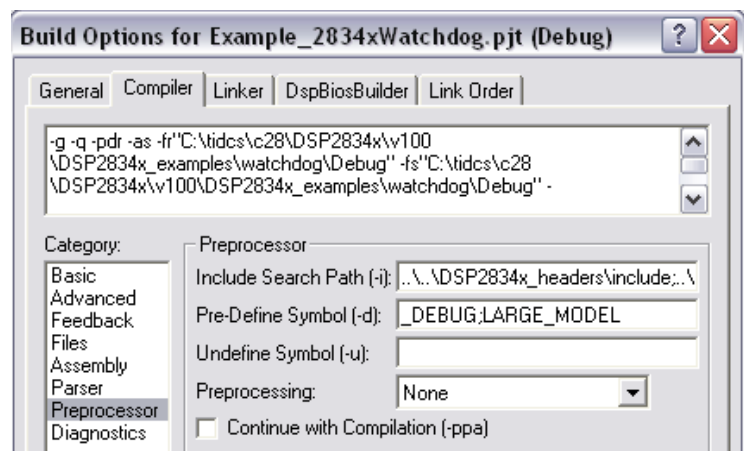 Build Options for Example_2834xWatchdog.pjt (Debug)
General Compiler Linker DspBiosBuilder Link Order
-g -q -pdr -as -fr"C:\tidcs\c28\DSP2834x\v100
\DSP2834x_examples\watchdog\Debug" -fs"C:\tidcs\c28
\DSP2834x\v100\DSP2834x_examples\watchdog\Debug" -
Category:
Basic
Advanced
Feedback
Files
Assembly
Parser
Preprocessor
Diagnostics
Preprocessor
Include Search Path (-i): ..\..\DSP2834x_headers\include;..\
Pre-Define Symbol (-d): _DEBUG;LARGE_MODEL
Undefine Symbol (-u):
Preprocessing: None
Continue with Compilation (-ppa)